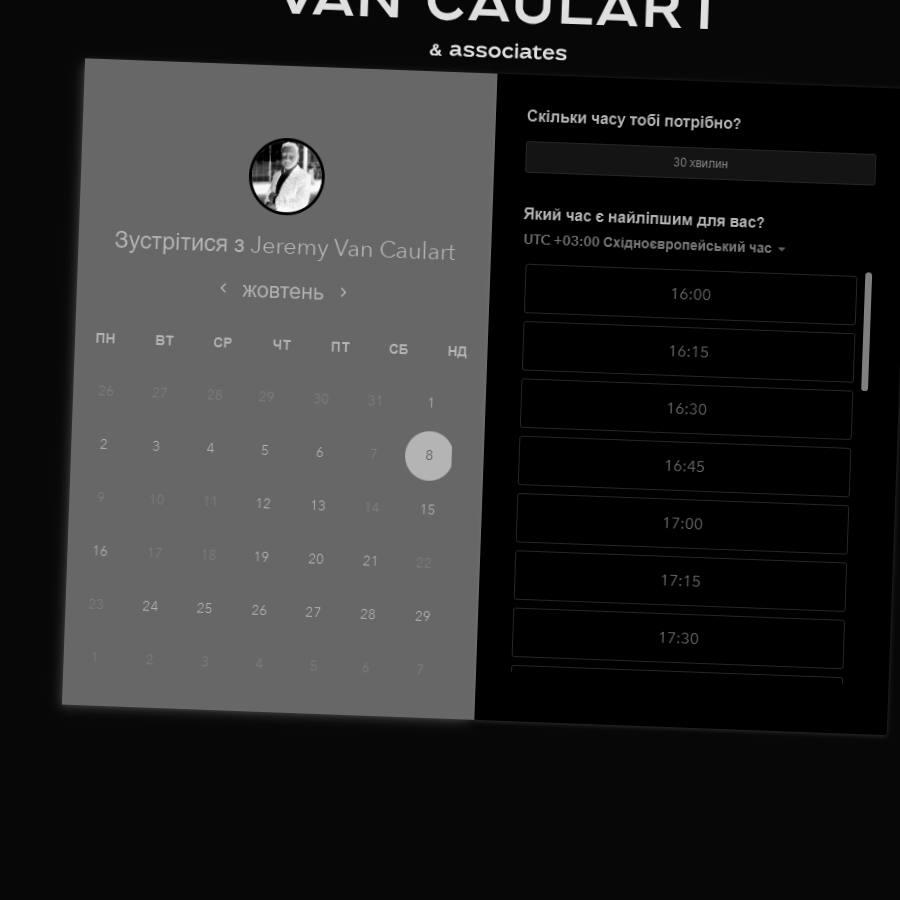 VAN CAULART
& associates
Зустрітися з Jeremy Van Caulart
жовтень
ПН ВТ СР ЧТ ПТ СБ НД
26 27 28 29 30 31 1
2 3 4 5 6 7 8
9 10 11 12 13 14 15
16 17 18 19 20 21 22
23 24 25 26 27 28 29
1 2 3 4 5 6 7
Скільки часу тобі потрібно?
30 хвилин
Який час є найліпшим для вас?
UTC +03:00 Східноєвропейський час
16:00
16:15
16:30
16:45
17:00
17:15
17:30